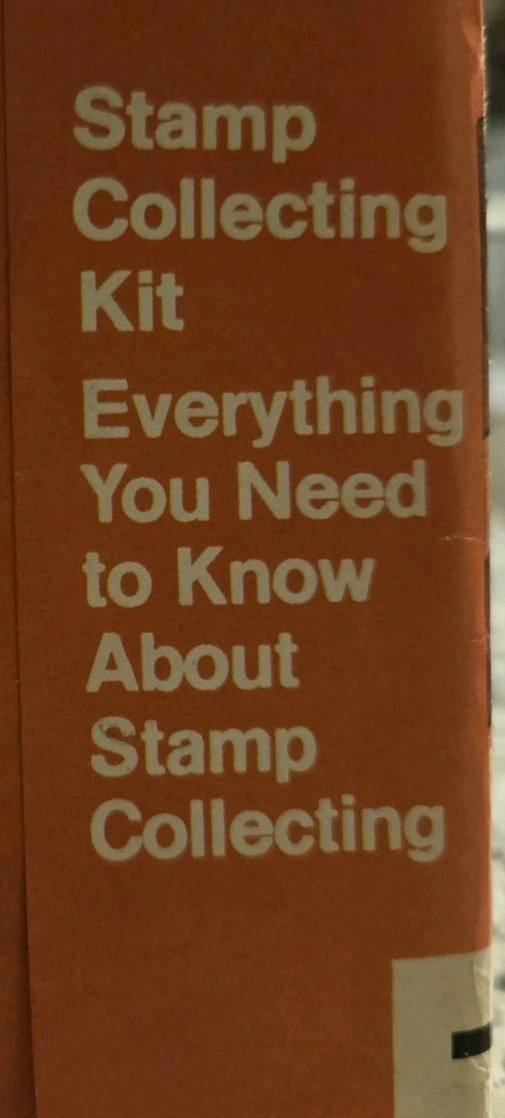 Stamp
Collecting
Kit
Everything
You Need
to Know
About
Stamp
Collecting